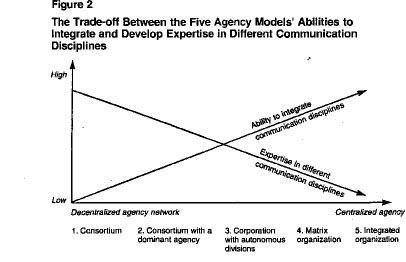 Figure 2
The Trade-off Between the Five Agency Models' Abilities to
Integrate and Develop Expertise in Different Communication
Disciplines
High
Ability to integrate
communication disciplines
Expertise in different
communication disciplines
Low
Decentralized agency network
Centralized agency
1. Consortium
2. Consortium with a
dominant agency
3. Corporation
with autonomous
divisions
4. Matrix
organization
5. Integrated
organization